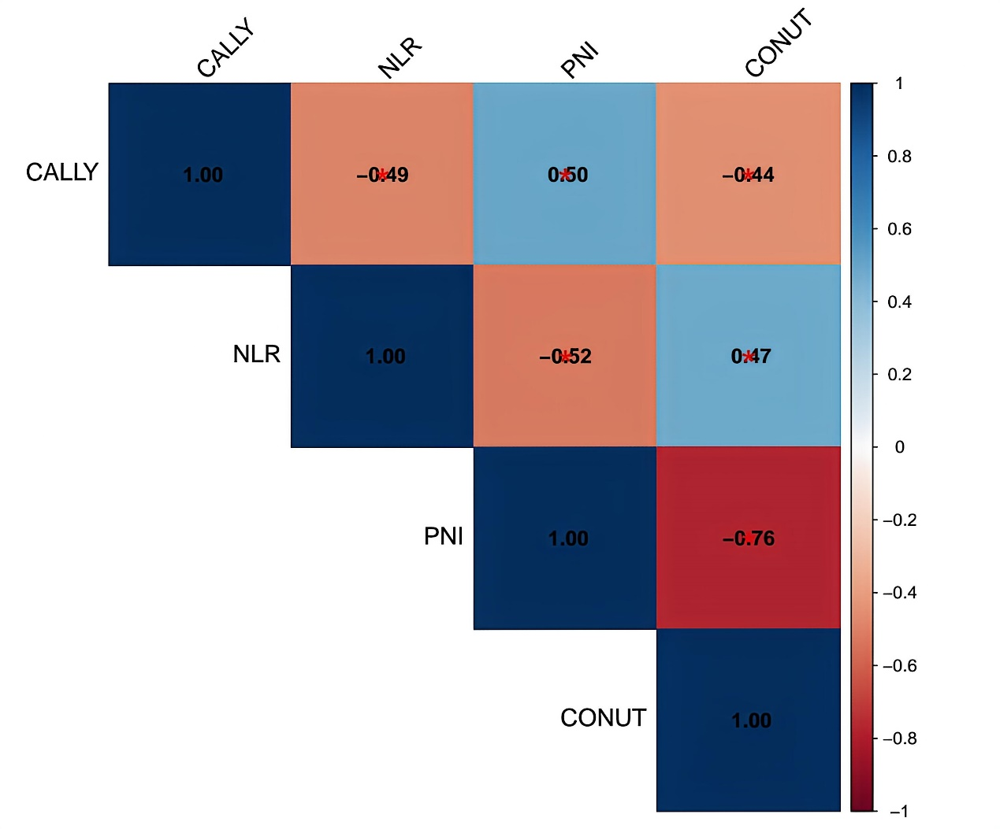 CALLY NLR PNI CONUT
CALLY 1.00 −0.49 * 0.50 * −0.44 *
NLR 1.00 −0.52 * 0.47 *
PNI 1.00 −0.76 *
CONUT 1.00
1
0.8
0.6
0.4
0.2
0
−0.2
−0.4
−0.6
−0.8
−1